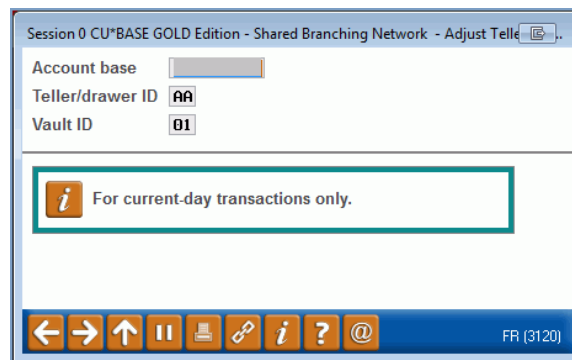 Session 0 CU*BASE GOLD Edition - Shared Branching Network - Adjust Telle ..
Account base
Teller/drawer ID AA
Vault ID 01
i For current-day transactions only.
i ? @ FR (3120)